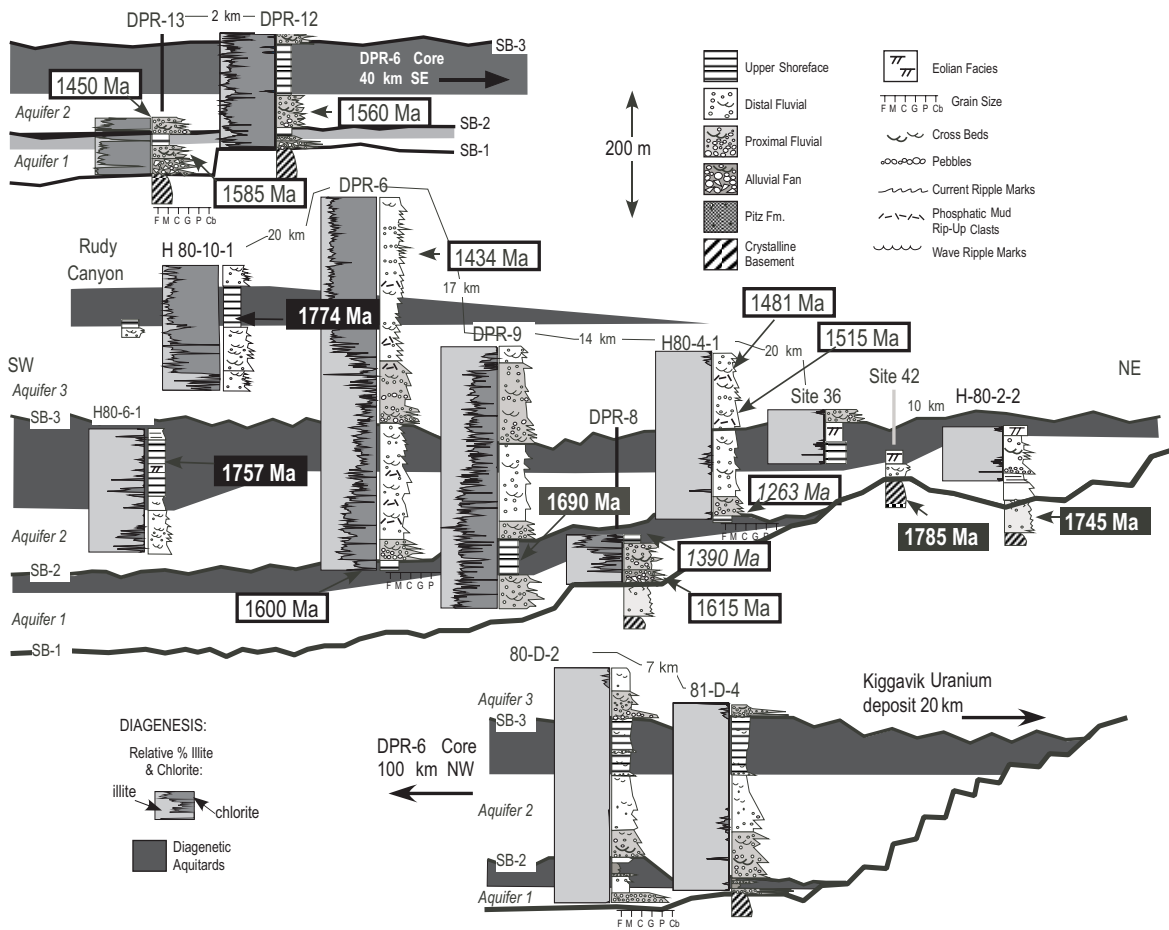 DPR-13
2 km
DPR-12
SB-3
DPR-6 Core
40 km SE
1450 Ma
1560 Ma
Aquifer 2
SB-2
Aquifer 1
SB-1
1585 Ma
F M C G P Cb
200 m
Upper Shoreface
Distal Fluvial
Proximal Fluvial
Alluvial Fan
Pitz Fm.
Crystalline
Basement
Eolian Facies
F M C G P Cb
Grain Size
Cross Beds
Pebbles
Current Ripple Marks
Phosphatic Mud
Rip-Up Clasts
Wave Ripple Marks
DPR-6
20 km
Rudy
Canyon
H 80-10-1
1434 Ma
17 km
1774 Ma
DPR-9
14 km
H80-4-1
20 km
1481 Ma
1515 Ma
SW
NE
Aquifer 3
Site 36
Site 42
10 km
H-80-2-2
SB-3
H80-6-1
DPR-8
1757 Ma
1690 Ma
1263 Ma
F M C G P
1785 Ma
1745 Ma
Aquifer 2
1390 Ma
SB-2
F M C G P
1600 Ma
1615 Ma
Aquifer 1
SB-1
80-D-2
7 km
81-D-4
Aquifer 3
SB-3
Kiggavik Uranium
deposit 20 km
DPR-6 Core
100 km NW
Aquifer 2
SB-2
Aquifer 1
F M C G P Cb
DIAGENESIS:
Relative % Illite
& Chlorite:
illite
chlorite
Diagenetic
Aquitards